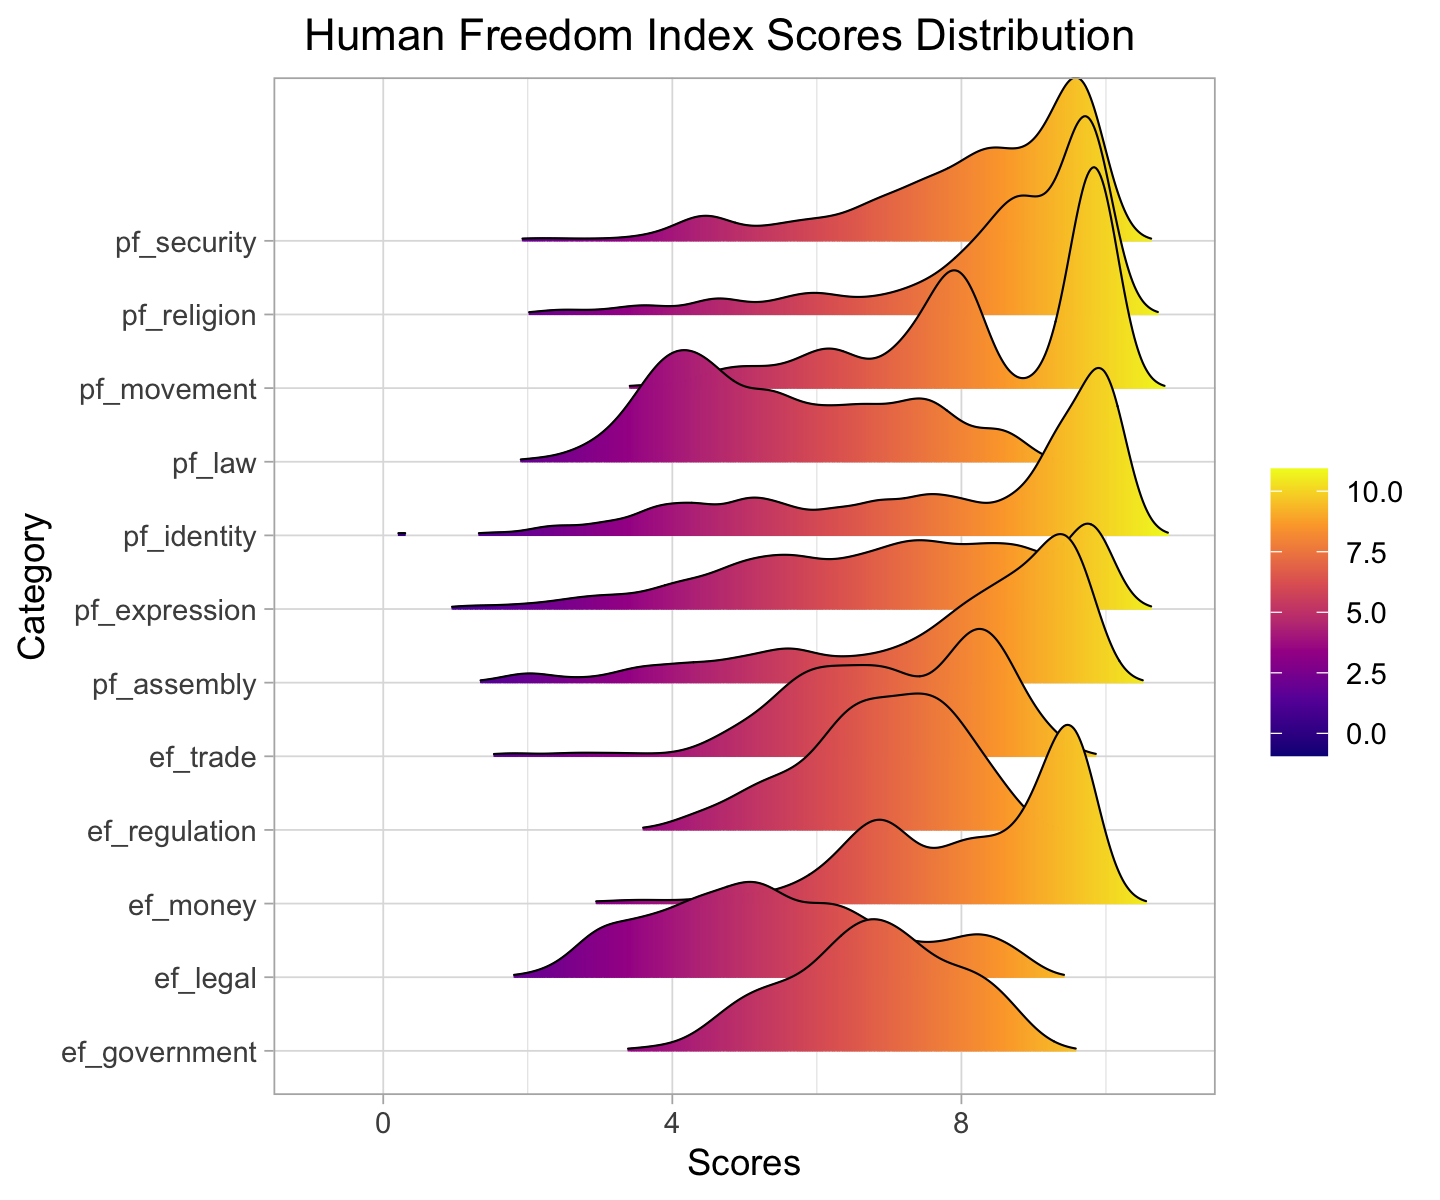 Human Freedom Index Scores Distribution
pf_security
pf_religion
pf_movement
pf_law
pf_identity
pf_expression
pf_assembly
ef_trade
ef_regulation
ef_money
ef_legal
ef_government
Category
0 4 8
Scores
10.0
7.5
5.0
2.5
0.0